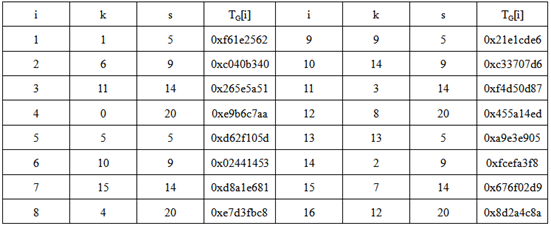 i k s T_G[i] i k s T_G[i]
1 1 5 0xf61e2562 9 9 5 0x21e1cde6
2 6 9 0xc040b340 10 14 9 0xc33707d6
3 11 14 0x265e5a51 11 3 14 0xf4d50d87
4 0 20 0xe9b6c7aa 12 8 20 0x455a14ed
5 5 5 0xd62f105d 13 13 5 0xa9e3e905
6 10 9 0x02441453 14 2 9 0xfcefa3f8
7 15 14 0xd8a1e681 15 7 14 0x676f02d9
8 4 20 0xe7d3fbc8 16 12 20 0x8d2a4c8a